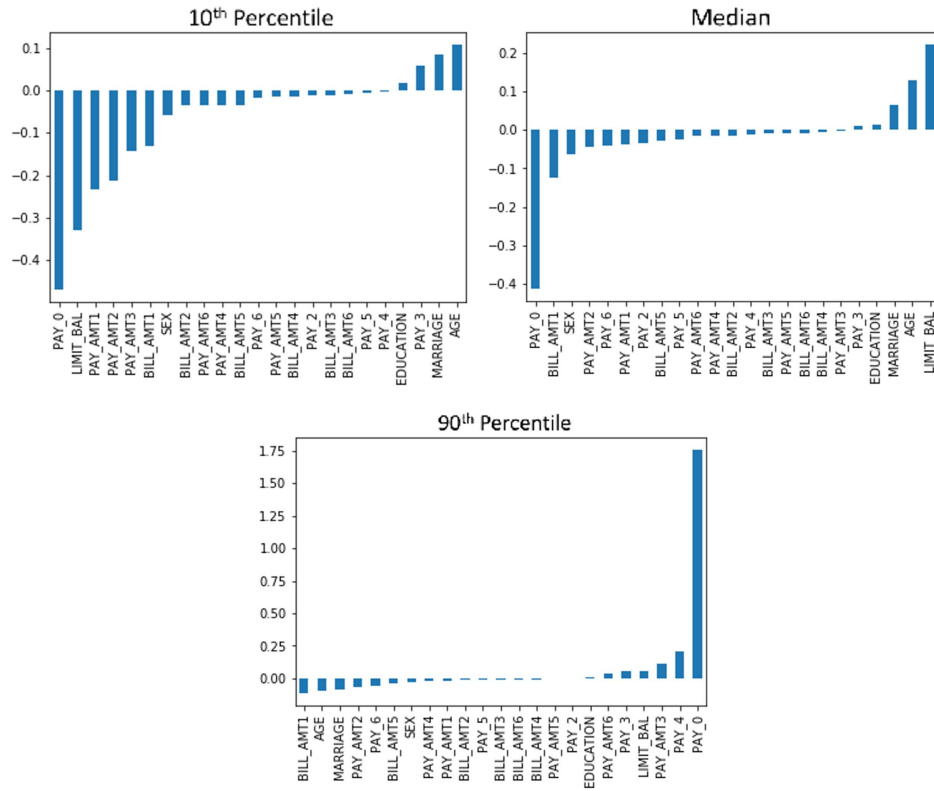 10th Percentile
0.1
0.0
−0.1
−0.2
−0.3
−0.4
PAY_0
LIMIT_BAL
PAY_AMT1
PAY_AMT2
PAY_AMT3
BILL_AMT1
SEX
BILL_AMT2
PAY_AMT6
PAY_AMT4
BILL_AMT5
PAY_6
PAY_AMT5
BILL_AMT4
PAY_2
BILL_AMT3
BILL_AMT6
PAY_5
PAY_4
EDUCATION
PAY_3
MARRIAGE
AGE
Median
0.2
0.1
0.0
−0.1
−0.2
−0.3
−0.4
PAY_0
BILL_AMT1
SEX
PAY_AMT2
PAY_6
PAY_AMT1
PAY_2
BILL_AMT5
PAY_5
PAY_AMT6
PAY_AMT4
BILL_AMT2
PAY_4
BILL_AMT3
PAY_AMT5
BILL_AMT6
BILL_AMT4
PAY_AMT3
PAY_3
EDUCATION
MARRIAGE
AGE
LIMIT_BAL
90th Percentile
1.75
1.50
1.25
1.00
0.75
0.50
0.25
0.00
BILL_AMT1
AGE
MARRIAGE
PAY_AMT2
PAY_6
BILL_AMT5
SEX
PAY_AMT4
PAY_AMT1
BILL_AMT2
PAY_5
BILL_AMT3
BILL_AMT6
BILL_AMT4
PAY_AMT5
PAY_2
EDUCATION
PAY_AMT6
PAY_3
LIMIT_BAL
PAY_AMT3
PAY_4
PAY_0